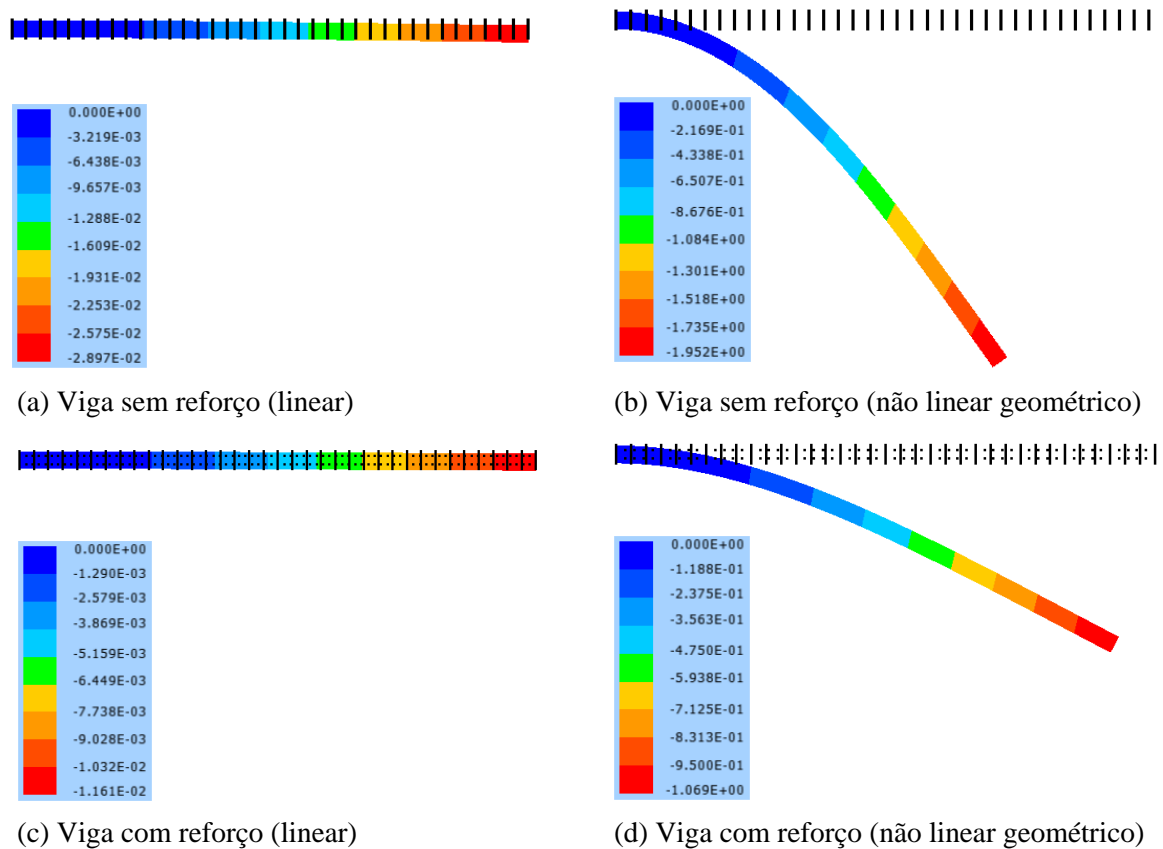 0.000E+00
-3.219E-03
-6.438E-03
-9.657E-03
-1.288E-02
-1.609E-02
-1.931E-02
-2.253E-02
-2.575E-02
-2.897E-02
(a) Viga sem reforço (linear)
0.000E+00
-2.169E-01
-4.338E-01
-6.507E-01
-8.676E-01
-1.084E+00
-1.301E+00
-1.518E+00
-1.735E+00
-1.952E+00
(b) Viga sem reforço (não linear geométrico)
0.000E+00
-1.290E-03
-2.579E-03
-3.869E-03
-5.159E-03
-6.449E-03
-7.738E-03
-9.028E-03
-1.032E-02
-1.161E-02
(c) Viga com reforço (linear)
0.000E+00
-1.188E-01
-2.375E-01
-3.563E-01
-4.750E-01
-5.938E-01
-7.125E-01
-8.313E-01
-9.500E-01
-1.069E+00
(d) Viga com reforço (não linear geométrico)